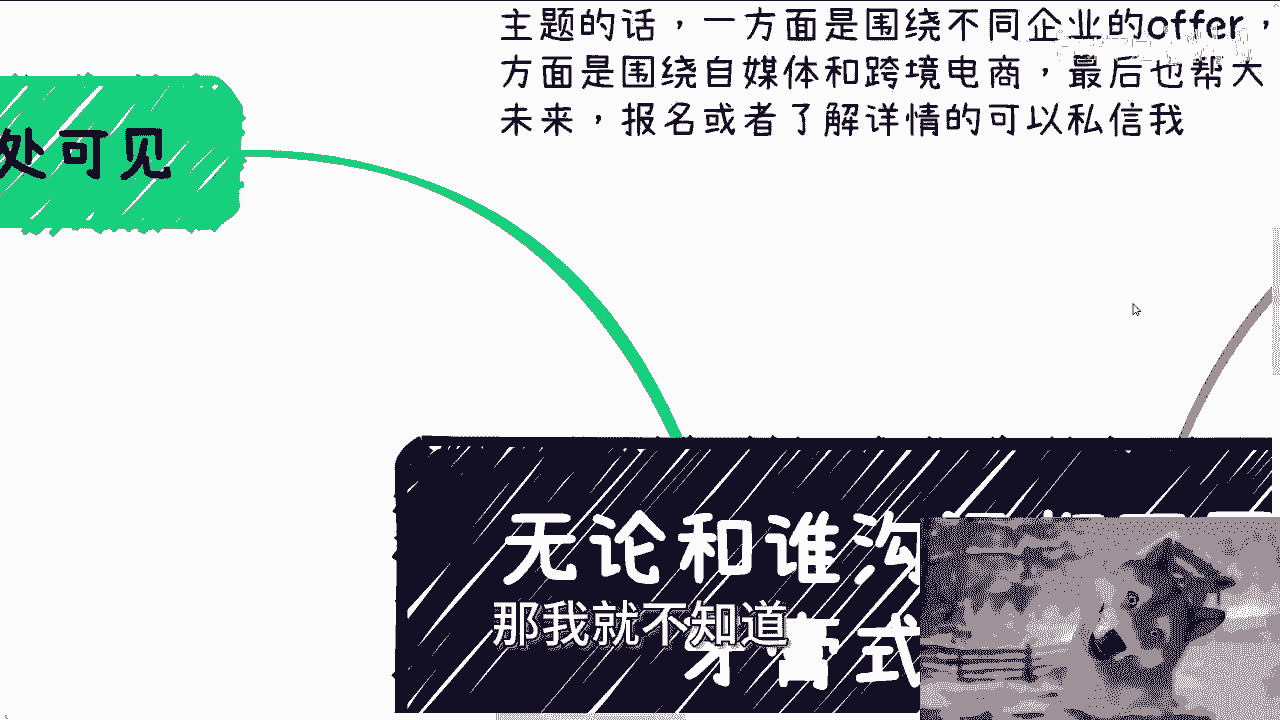 主题的话，一方面是围绕不同企业的offer，
方面是围绕自媒体和跨境电商，最后也帮大
未来，报名或者了解详情的可以私信我
处可见
无论和谁沟
牙膏式
那我就不知道